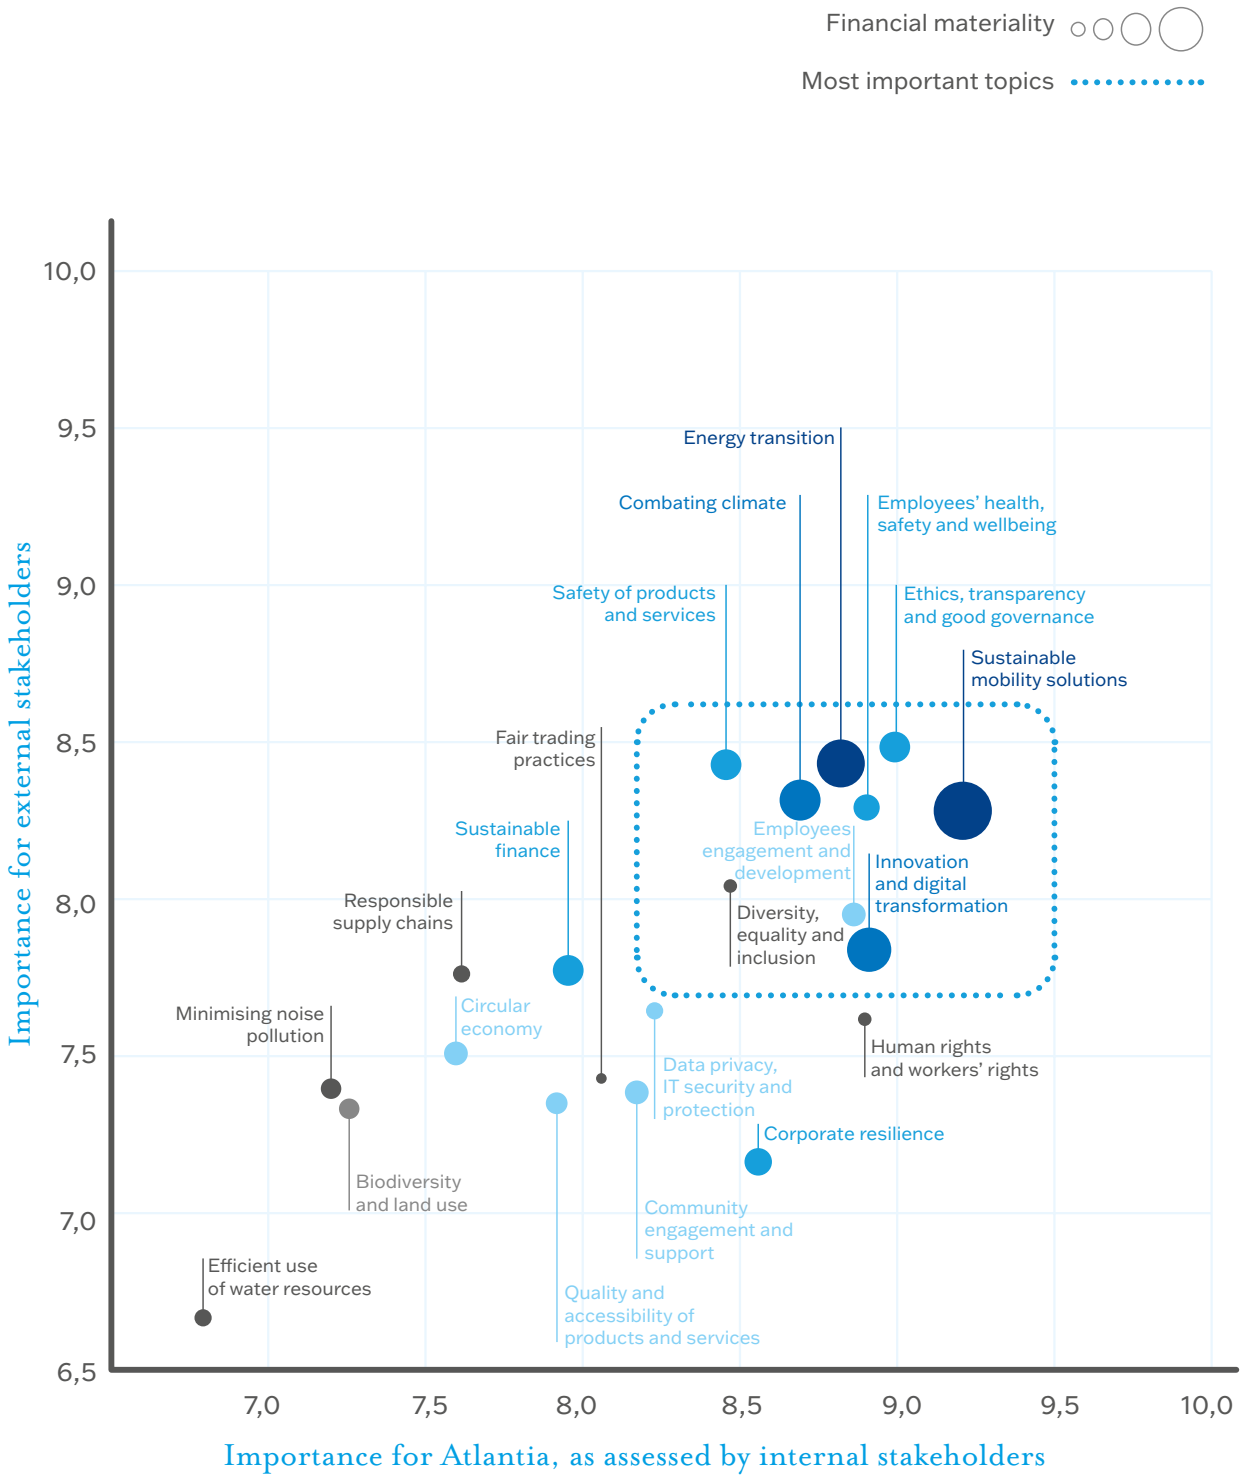 Financial materiality
Most important topics
Importance for external stakeholders
10,0
9,5
9,0
8,5
8,0
7,5
7,0
6,5
Energy transition
Combating climate
Employees' health,
safety and wellbeing
Safety of products
and services
Ethics, transparency
and good governance
Sustainable
mobility solutions
Fair trading
practices
Sustainable
finance
Employees
engagement and
development
Innovation
and digital
transformation
Responsible
supply chains
Diversity,
equality and
inclusion
Circular
economy
Minimising noise
pollution
Human rights
and workers' rights
Data privacy,
IT security and
protection
Corporate resilience
Biodiversity
and land use
Community
engagement and
support
Efficient use
of water resources
Quality and
accessibility of
products and services
7,0
7,5
8,0
8,5
9,0
9,5
10,0
Importance for Atlantia, as assessed by internal stakeholders